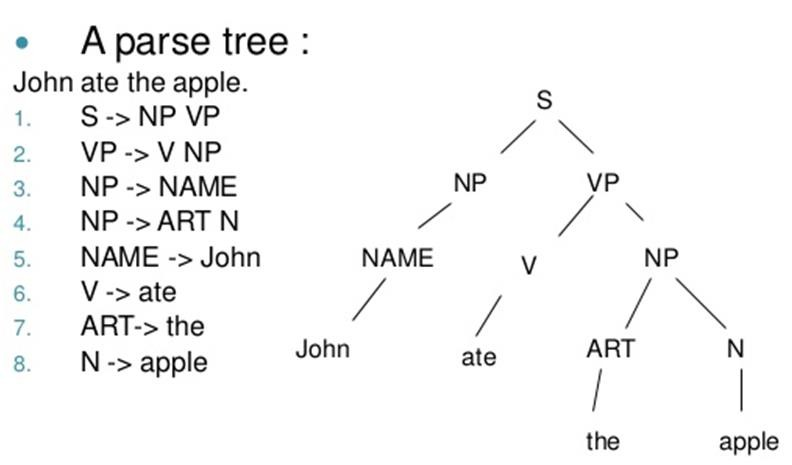 • A parse tree :
John ate the apple.
1. S -> NP VP
2. VP -> V NP
3. NP -> NAME
4. NP -> ART N
5. NAME -> John
6. V -> ate
7. ART-> the
8. N -> apple
S
NP VP
NAME V NP
John ate ART N
the apple